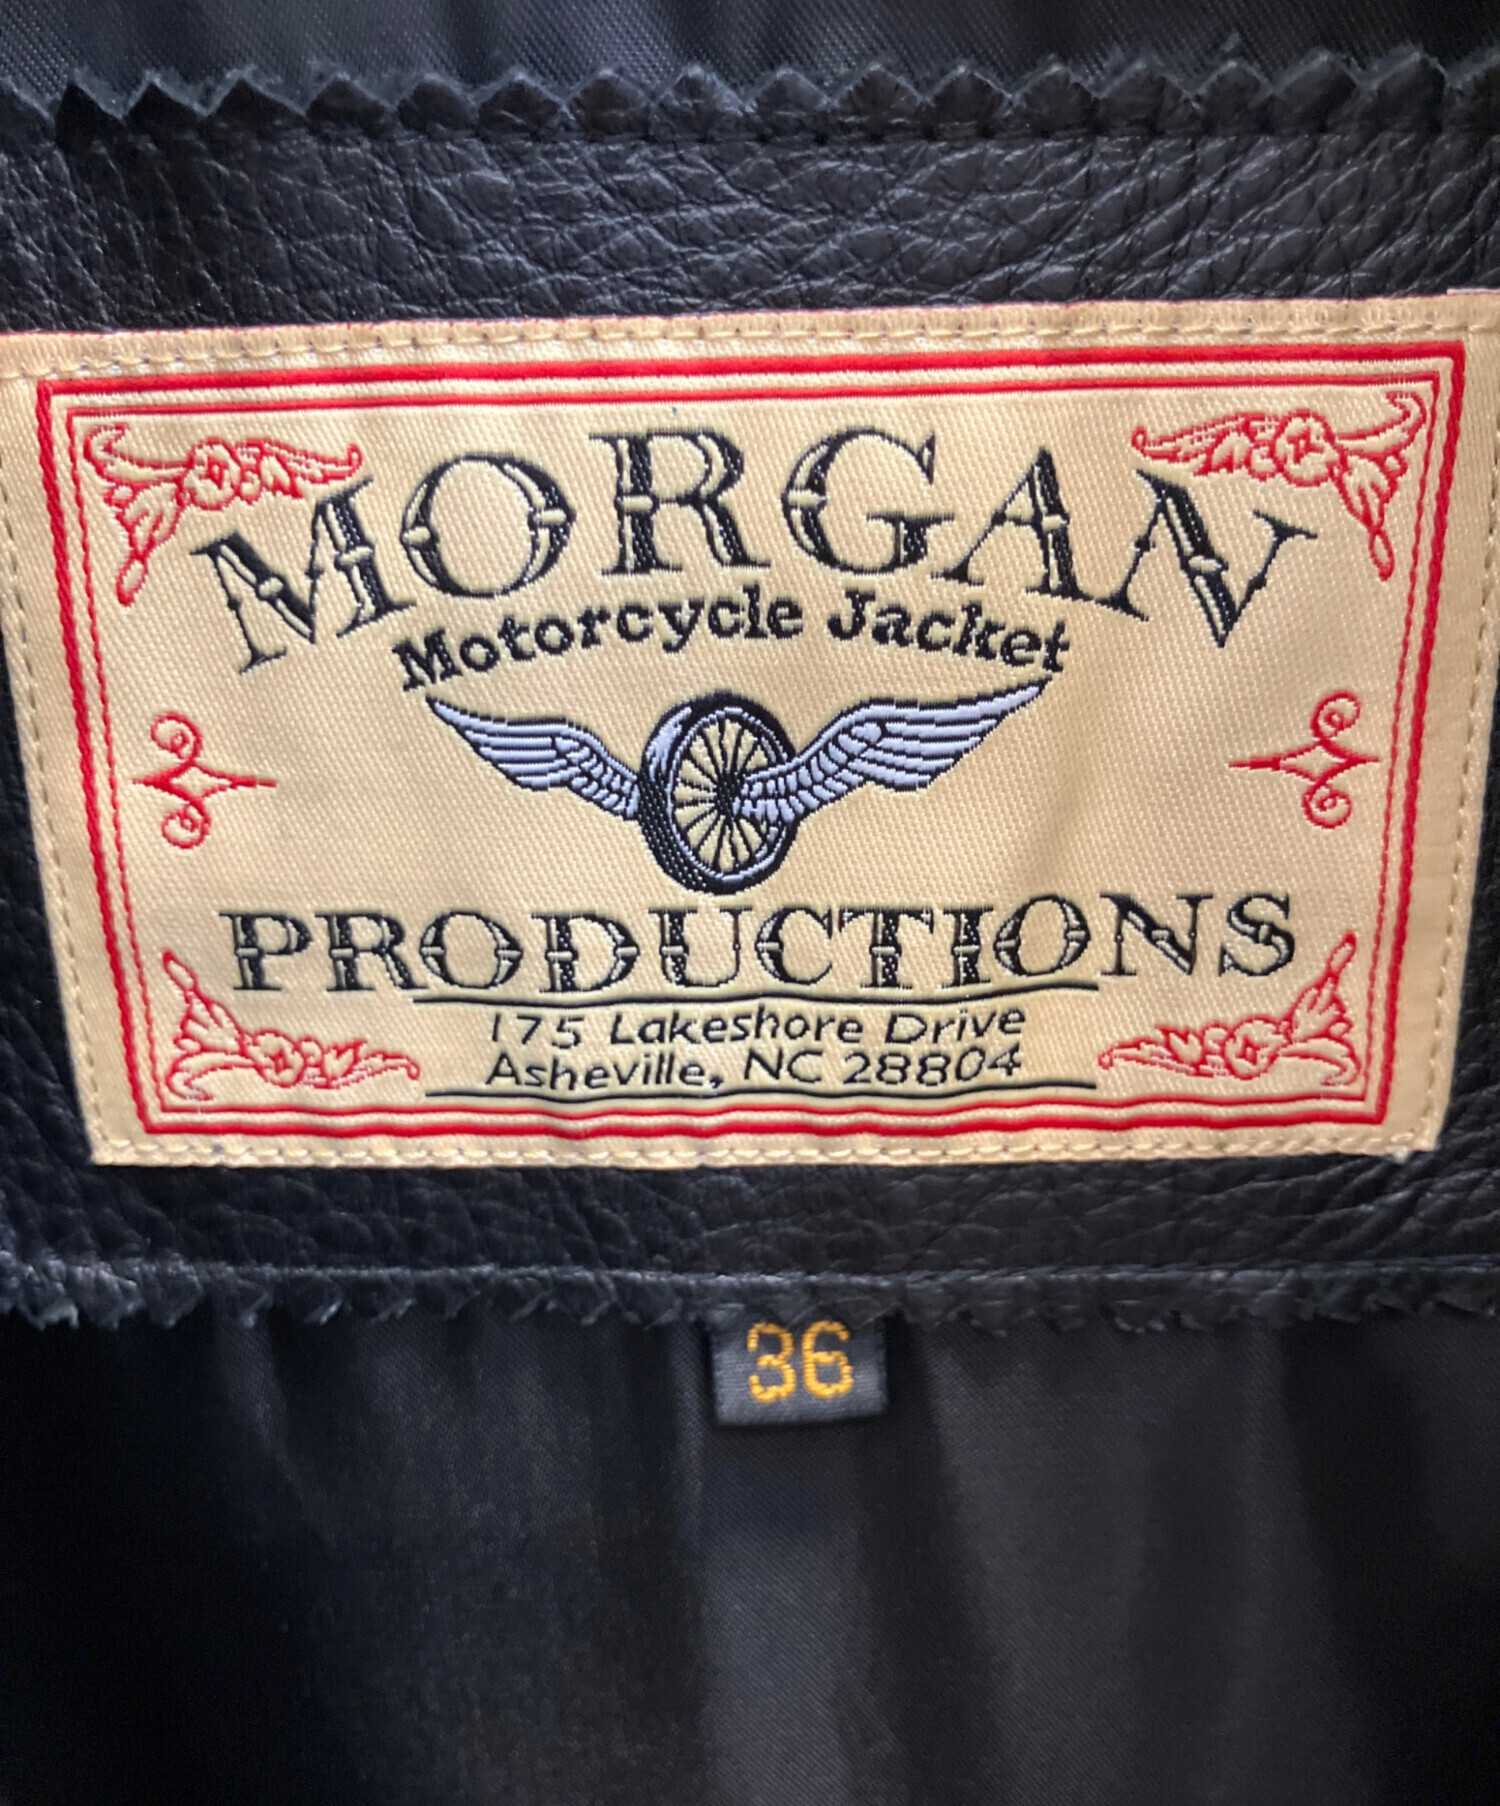 MORGAN
Motorcycle Jacket
PRODUCTIONS
175 Lakeshore Drive
Asheville, NC 28804
36